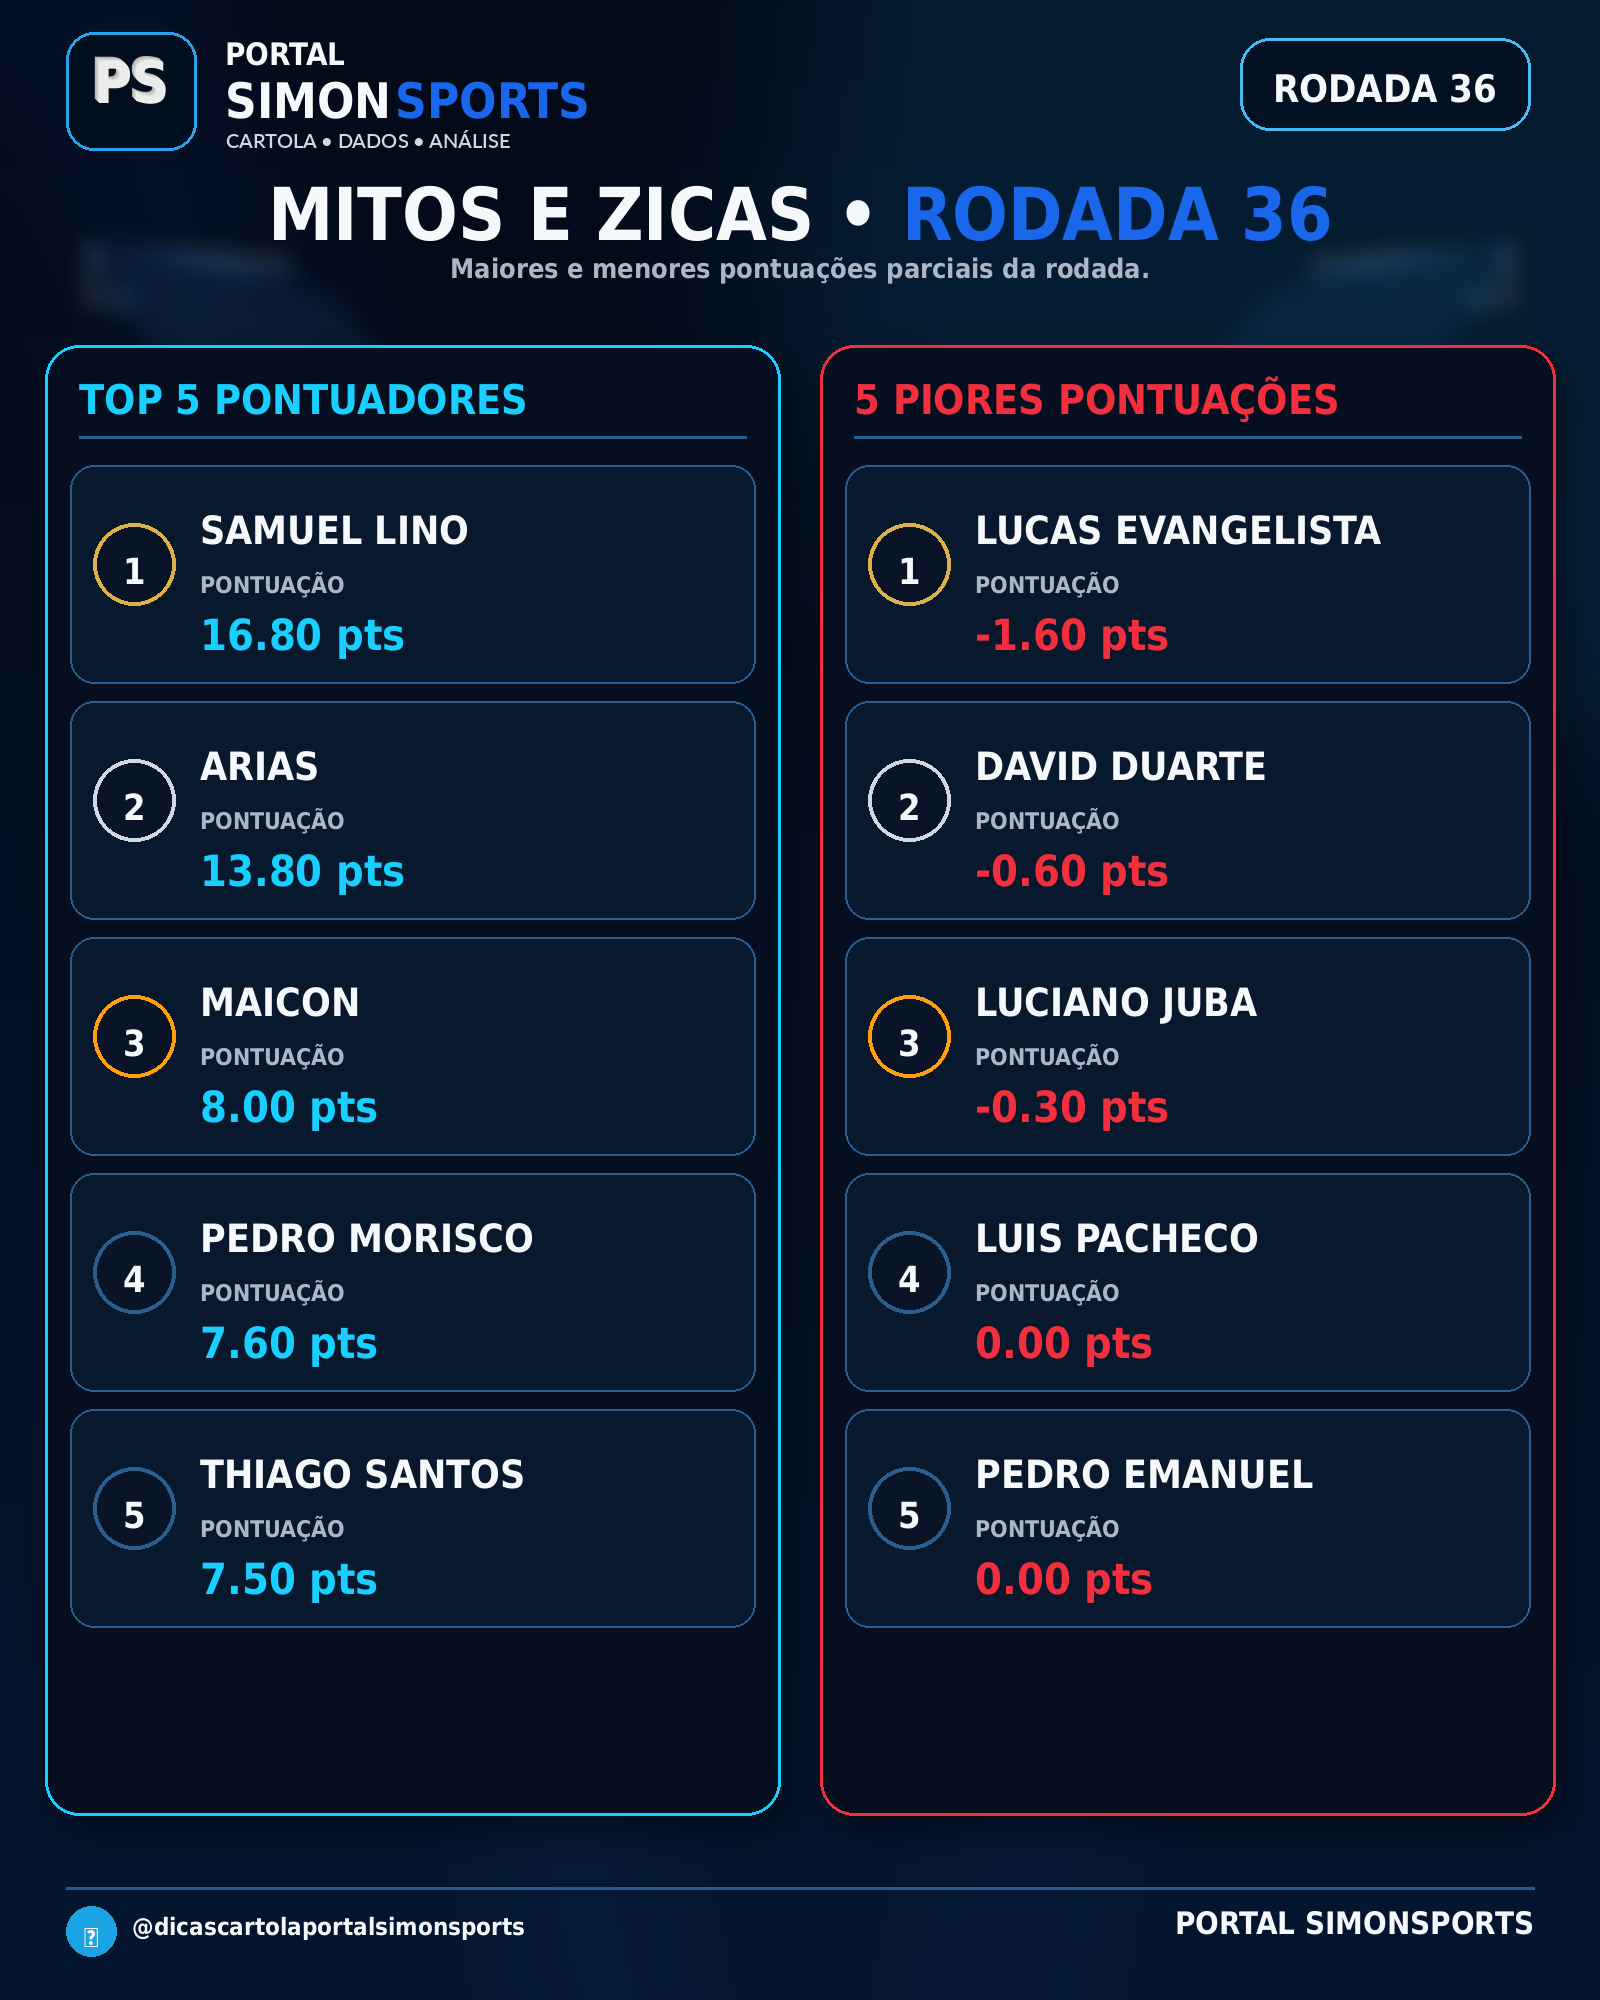 PS
PORTAL
SIMONSPORTS
CARTOLA • DADOS • ANÁLISE
RODADA 36
MITOS E ZICAS • RODADA 36
Maiores e menores pontuações parciais da rodada.
TOP 5 PONTUADORES
1
SAMUEL LINO
PONTUAÇÃO
16.80 pts
2
ARIAS
PONTUAÇÃO
13.80 pts
3
MAICON
PONTUAÇÃO
8.00 pts
4
PEDRO MORISCO
PONTUAÇÃO
7.60 pts
5
THIAGO SANTOS
PONTUAÇÃO
7.50 pts
5 PIORES PONTUAÇÕES
1
LUCAS EVANGELISTA
PONTUAÇÃO
-1.60 pts
2
DAVID DUARTE
PONTUAÇÃO
-0.60 pts
3
LUCIANO JUBA
PONTUAÇÃO
-0.30 pts
4
LUIS PACHECO
PONTUAÇÃO
0.00 pts
5
PEDRO EMANUEL
PONTUAÇÃO
0.00 pts
@dicascartolaportalsimonsports
PORTAL SIMONSPORTS